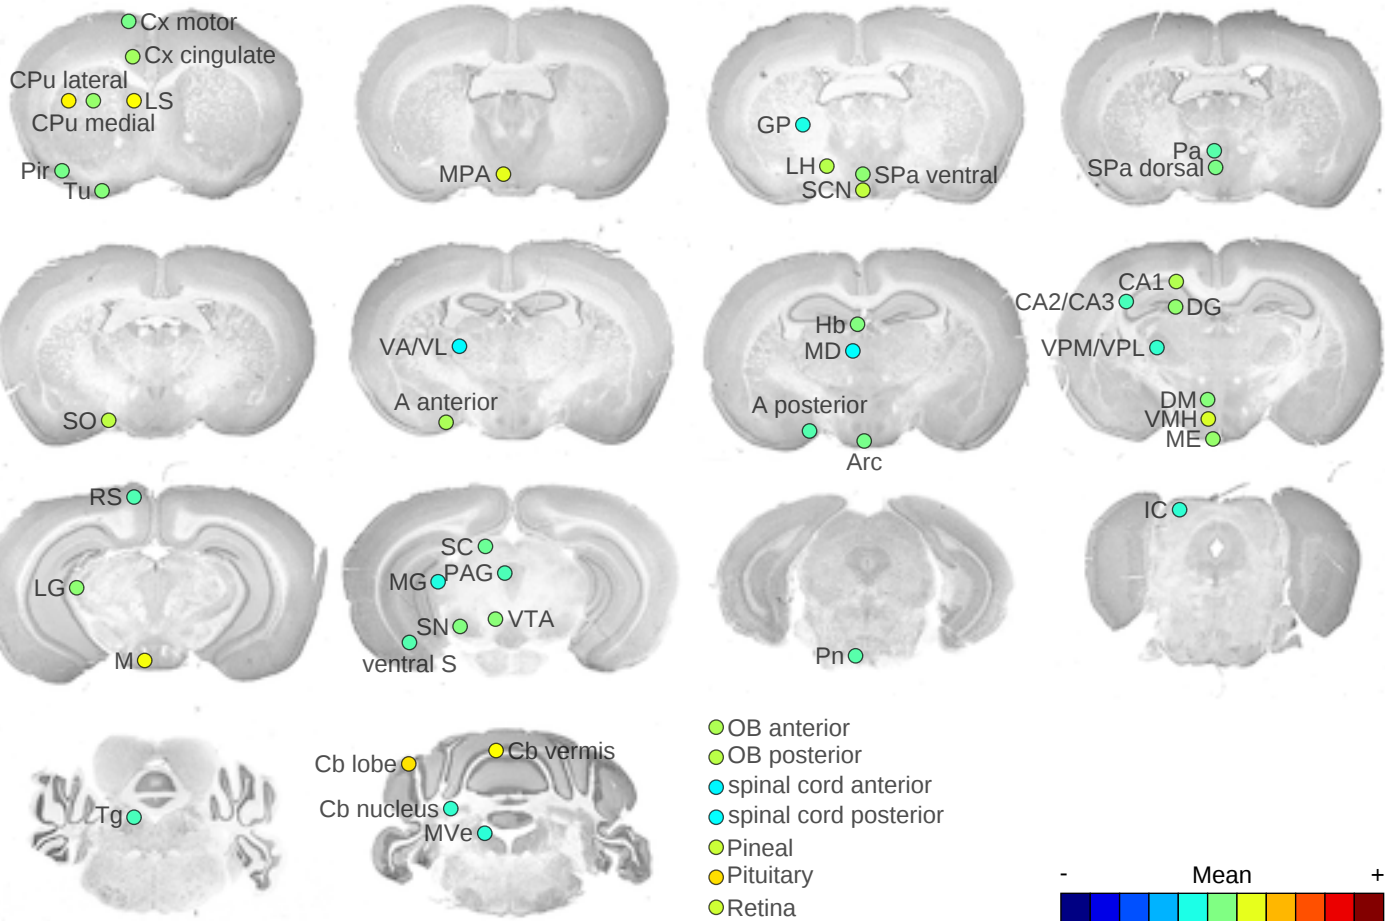 Cx motor
Cx cingulate
CPu lateral
LS
CPu medial
Pir
Tu
MPA
GP
LH
SPa ventral
SCN
Pa
SPa dorsal
SO
VA/VL
A anterior
Hb
MD
A posterior
Arc
CA1
CA2/CA3
DG
VPM/VPL
DM
VMH
ME
RS
LG
M
SC
MG
PAG
SN
VTA
ventral S
Pn
IC
Tg
Cb lobe
Cb vermis
Cb nucleus
MVe
OB anterior
OB posterior
spinal cord anterior
spinal cord posterior
Pineal
Pituitary
Retina
- Mean +